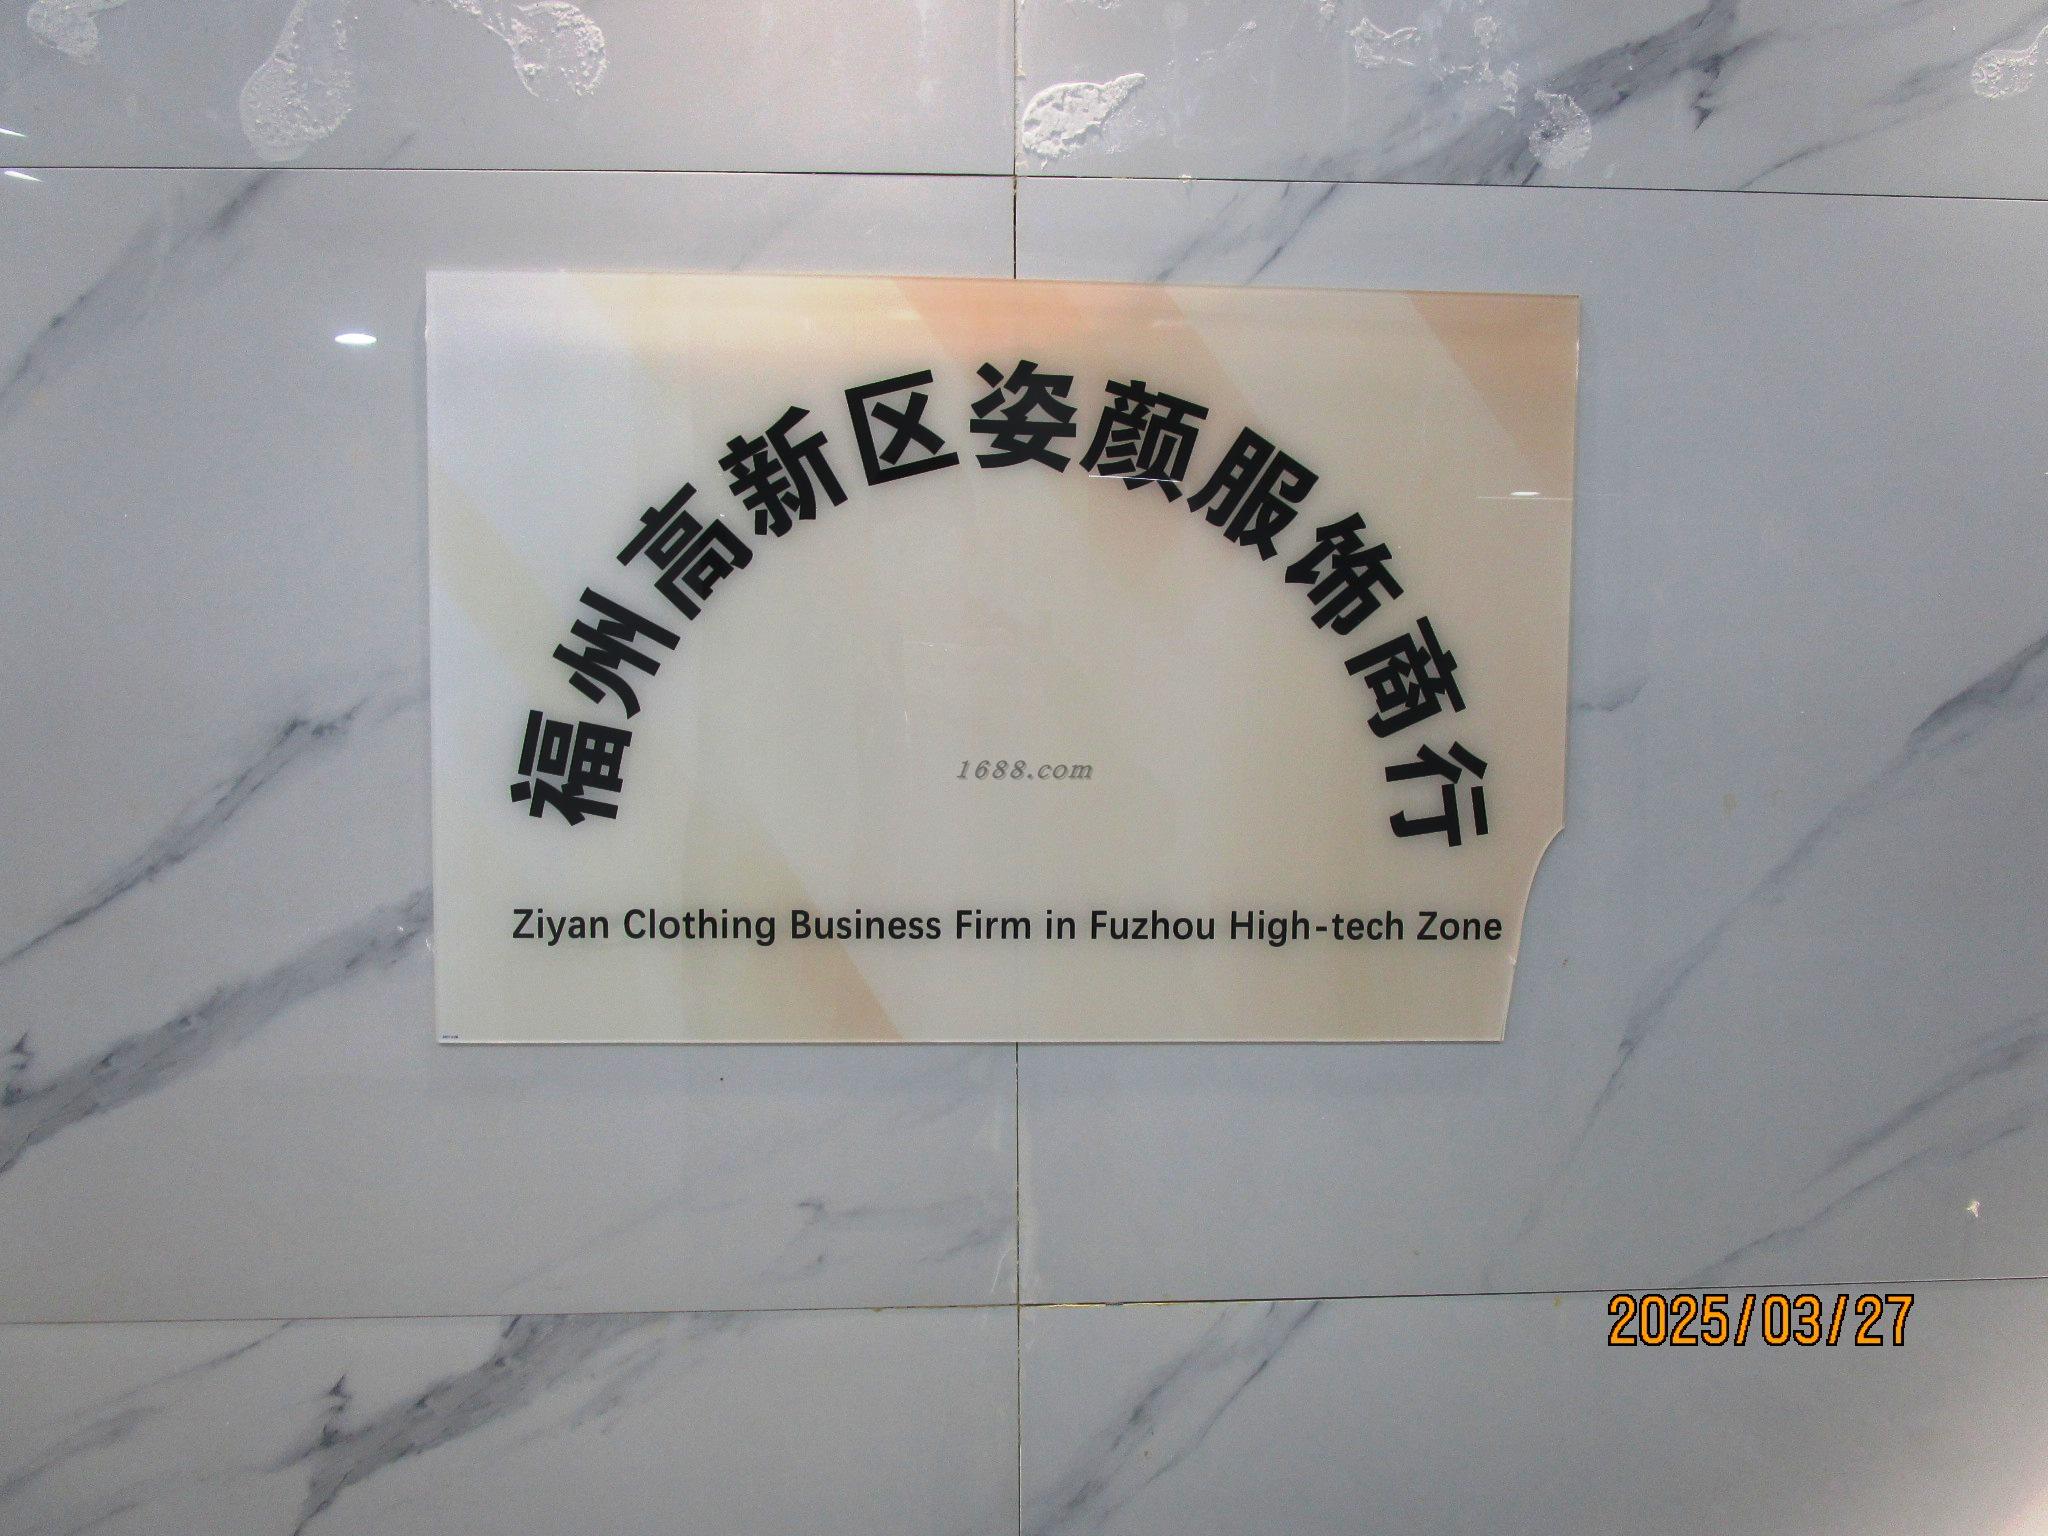 福州高新区姿颜服饰商行
1688.com
Ziyan Clothing Business Firm in Fuzhou High-tech Zone
2025/03/27